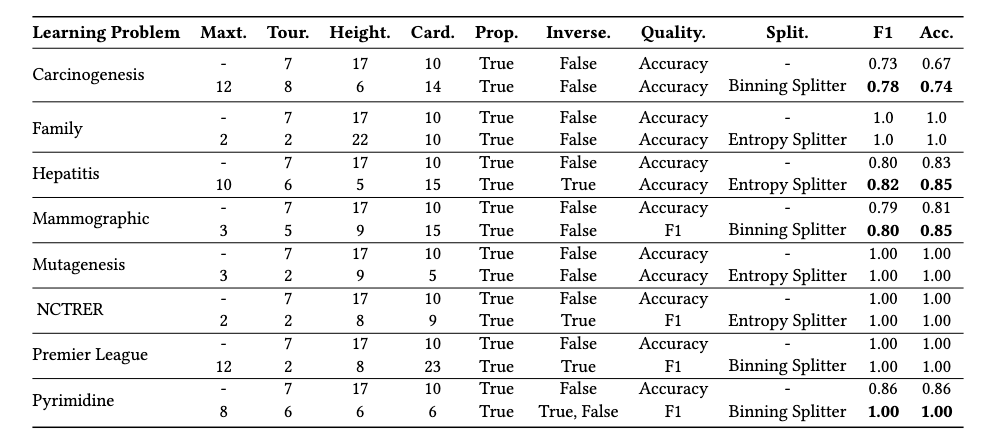 Learning Problem Maxt. Tour. Height. Card. Prop. Inverse. Quality. Split. F1 Acc.
Carcinogenesis - 7 17 10 True False Accuracy - 0.73 0.67
12 8 6 14 True False Accuracy Binning Splitter 0.78 0.74
Family - 7 17 10 True False Accuracy - 1.0 1.0
2 2 22 10 True False Accuracy Entropy Splitter 1.0 1.0
Hepatitis - 7 17 10 True False Accuracy - 0.80 0.83
10 6 5 15 True True Accuracy Entropy Splitter 0.82 0.85
Mammographic - 7 17 10 True False Accuracy - 0.79 0.81
3 5 9 15 True False F1 Binning Splitter 0.80 0.85
Mutagenesis - 7 17 10 True False Accuracy - 1.00 1.00
3 2 9 5 True False Accuracy Entropy Splitter 1.00 1.00
NCTRER - 7 17 10 True False Accuracy - 1.00 1.00
2 2 8 9 True True F1 Entropy Splitter 1.00 1.00
Premier League - 7 17 10 True False Accuracy - 1.00 1.00
12 2 8 23 True True F1 Binning Splitter 1.00 1.00
Pyrimidine - 7 17 10 True False Accuracy - 0.86 0.86
8 6 6 6 True True, False F1 Binning Splitter 1.00 1.00